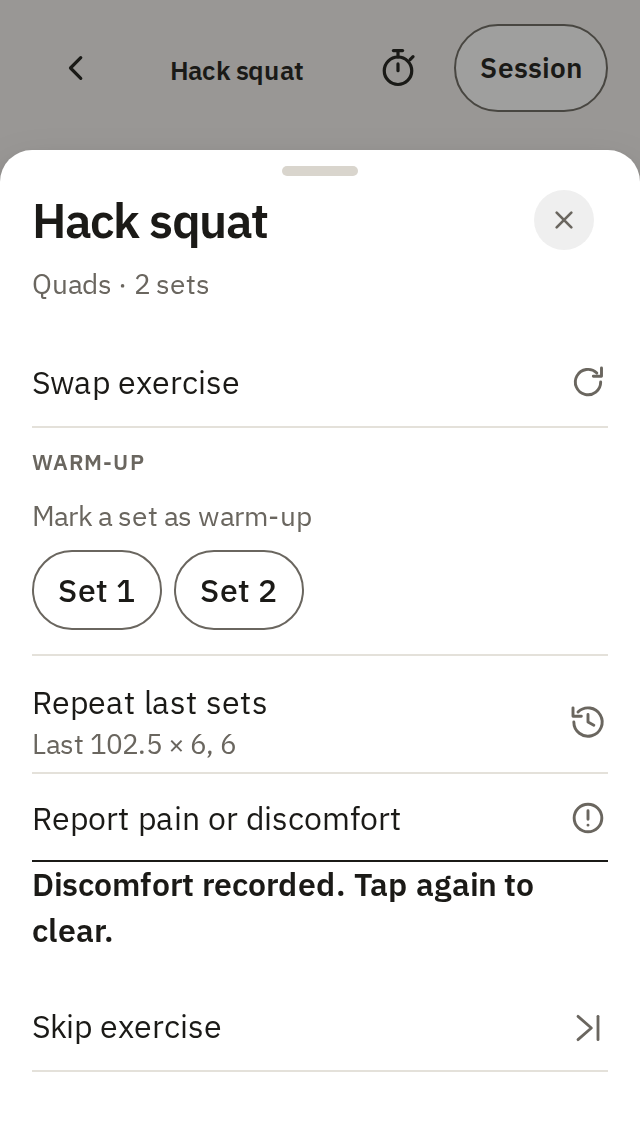 Hack squat
Session
Hack squat
Quads · 2 sets
Swap exercise
WARM-UP
Mark a set as warm-up
Set 1
Set 2
Repeat last sets
Last 102.5 × 6, 6
Report pain or discomfort
Discomfort recorded. Tap again to
clear.
Skip exercise